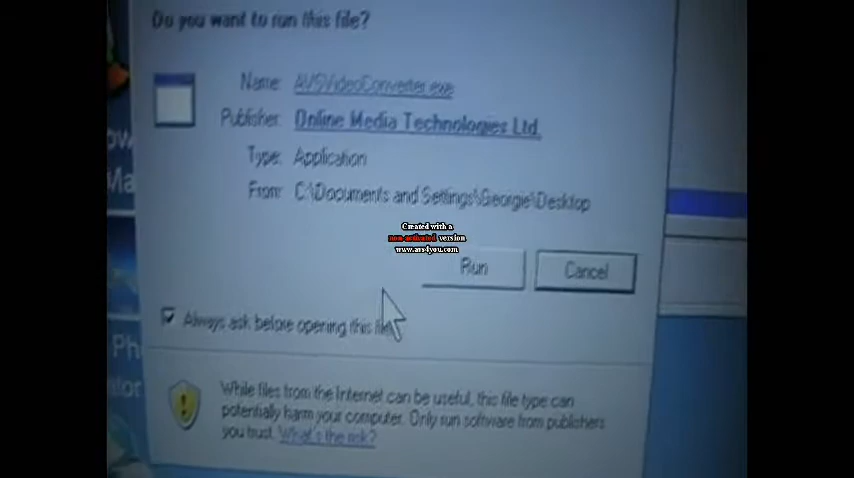 Do you want to run this file?
Name: AVSVideoConverter.exe
Publisher: Online Media Technologies Ltd.
Type: Application
From: C:\Documents and Settings\Georgie\Desktop
Created with a
non-activated version
www.avs4you.com
Run
Cancel
Always ask before opening this file
While files from the Internet can be useful, this file type can
potentially harm your computer. Only run software from publishers
you trust. What's the risk?